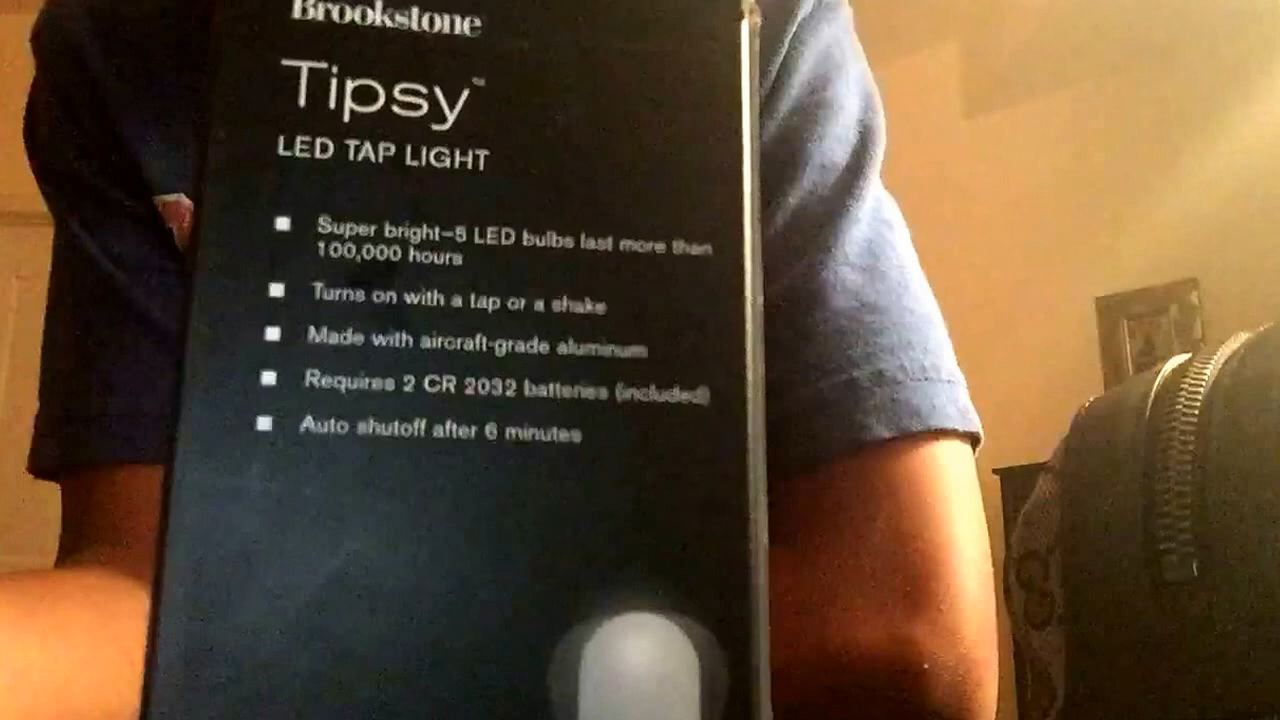 Brookstone
Tipsy™
LED TAP LIGHT
Super bright–5 LED bulbs last more than
100,000 hours
Turns on with a tap or a shake
Made with aircraft-grade aluminum
Requires 2 CR 2032 batteries (included)
Auto shutoff after 6 minutes